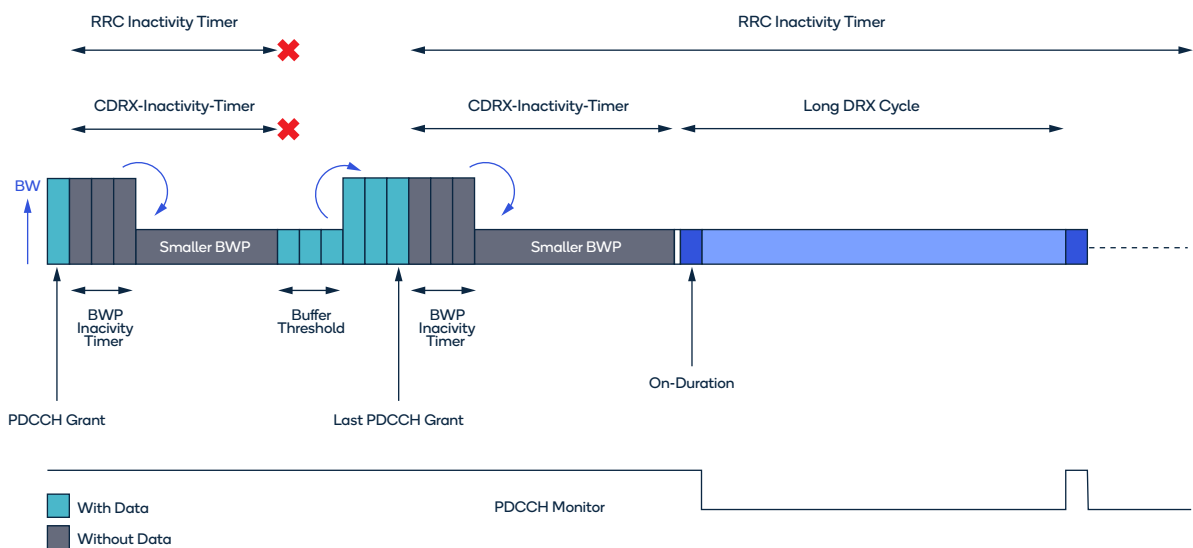 RRC Inactivity Timer
RRC Inactivity Timer
CDRX-Inactivity-Timer
CDRX-Inactivity-Timer
Long DRX Cycle
BW
Smaller BWP
Smaller BWP
BWP
Inacivity
Timer
Buffer
Threshold
BWP
Inacivity
Timer
On-Duration
PDCCH Grant
Last PDCCH Grant
With Data
PDCCH Monitor
Without Data